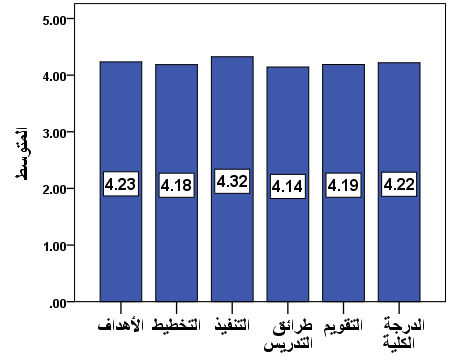 5.00
4.00
3.00
2.00
1.00
.00
المتوسط
4.23
4.18
4.32
4.14
4.19
4.22
الأهداف
التخطيط
التنفيذ
طرائق
التدريس
التقويم
الدرجة
الكلية